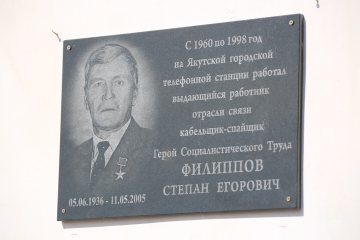 С 1960 по 1998 год
на Якутской городской
телефонной станции работал
выдающийся работник
отрасли связи
кабельщик-спайщик
Герой Социалистического Труда
ФИЛИППОВ
СТЕПАН ЕГОРОВИЧ
05.06.1936 - 11.05.2005